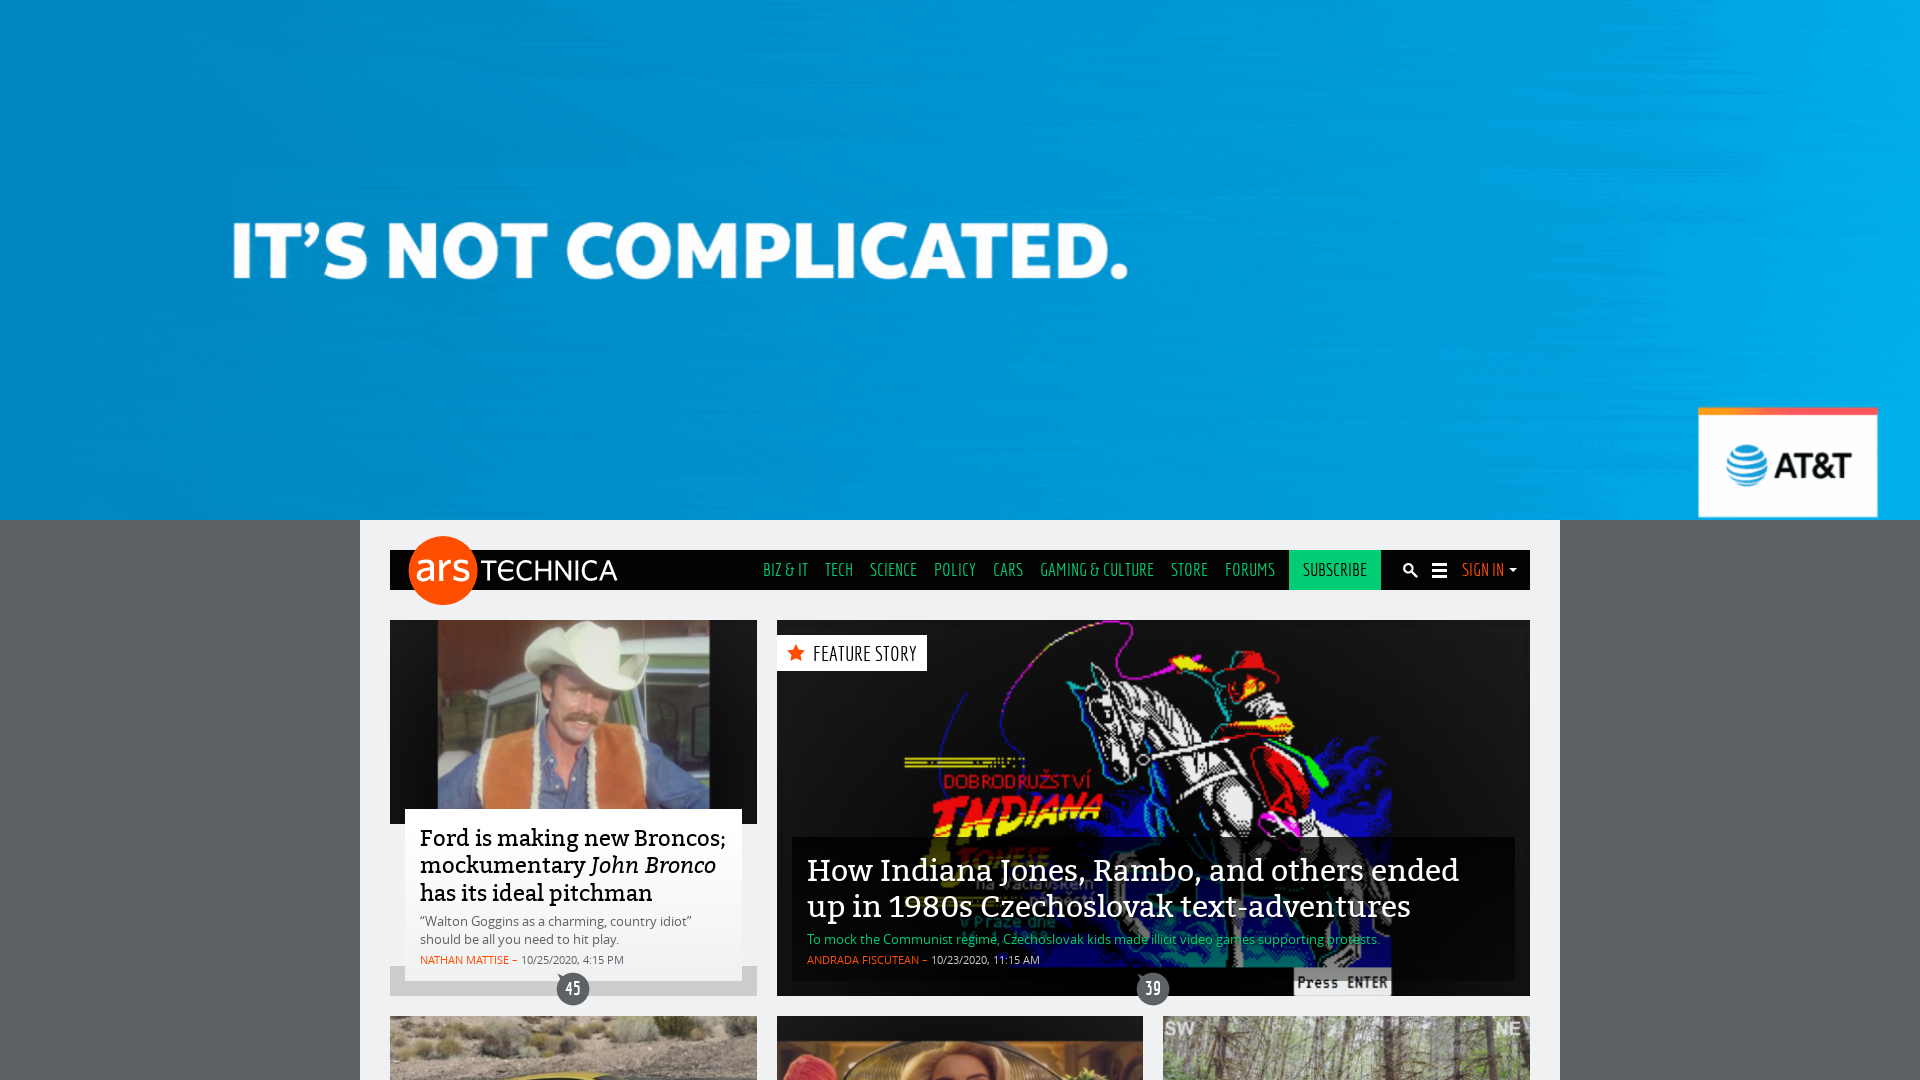 IT'S NOT COMPLICATED.
AT&T
ars TECHNICA
BIZ & IT TECH SCIENCE POLICY CARS GAMING & CULTURE STORE FORUMS SUBSCRIBE SIGN IN
FEATURE STORY
DOBRODRUŽSTVÍ
INDIANA
JONESE
Ford is making new Broncos;
mockumentary John Bronco
has its ideal pitchman
“Walton Goggins as a charming, country idiot”
should be all you need to hit play.
NATHAN MATTISE – 10/25/2020, 4:15 PM
45
How Indiana Jones, Rambo, and others ended
up in 1980s Czechoslovak text-adventures
To mock the Communist regime, Czechoslovak kids made illicit video games supporting protests.
ANDRADA FISCUTEAN – 10/23/2020, 11:15 AM
Press ENTER
39
SW NE